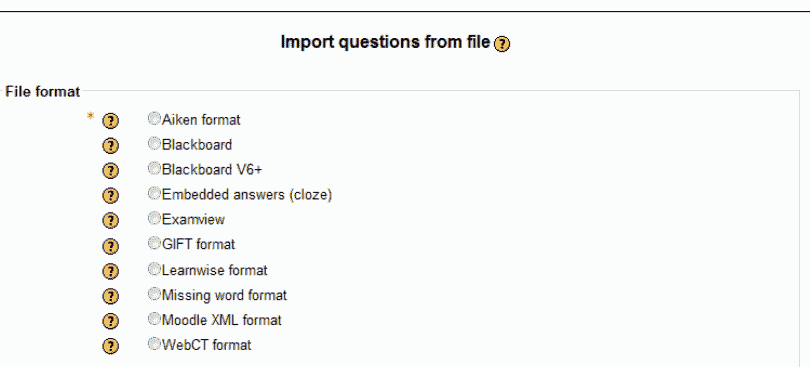 Import questions from file ?
File format
* ? Aiken format
? Blackboard
? Blackboard V6+
? Embedded answers (cloze)
? Examview
? GIFT format
? Learnwise format
? Missing word format
? Moodle XML format
? WebCT format